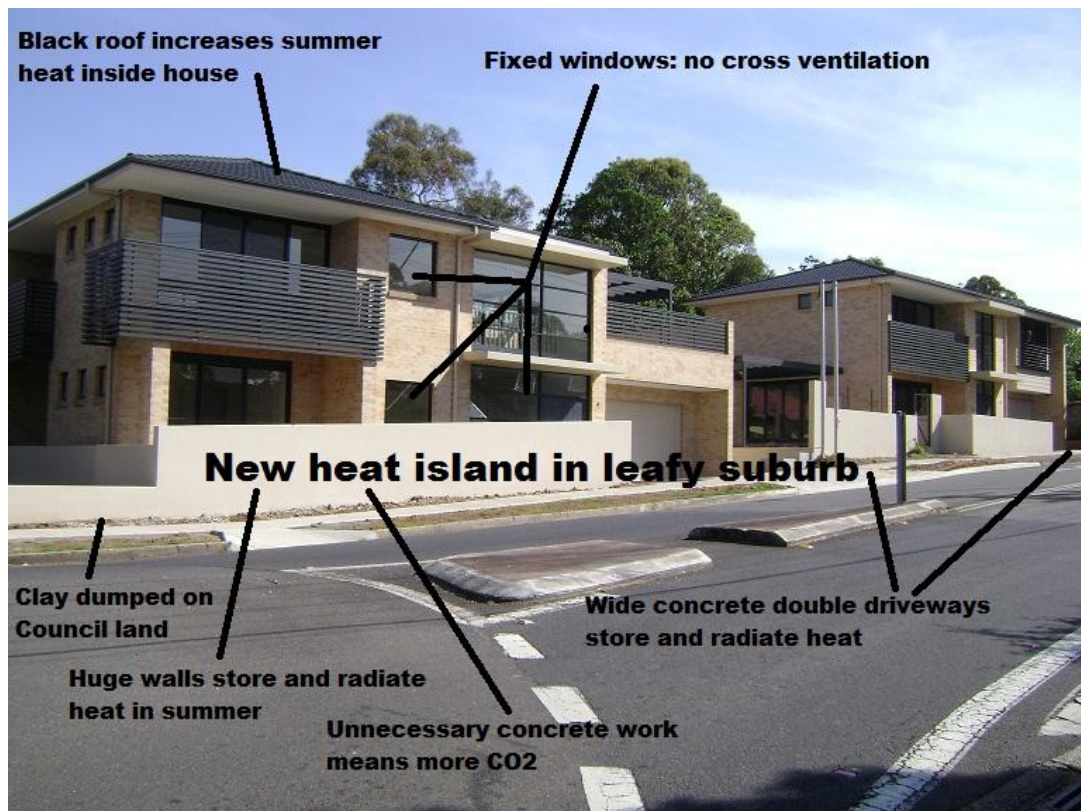 Black roof increases summer
heat inside house
Fixed windows: no cross ventilation
New heat island in leafy suburb
Clay dumped on
Council land
Wide concrete double driveways
store and radiate heat
Huge walls store and radiate
heat in summer
Unnecessary concrete work
means more CO2